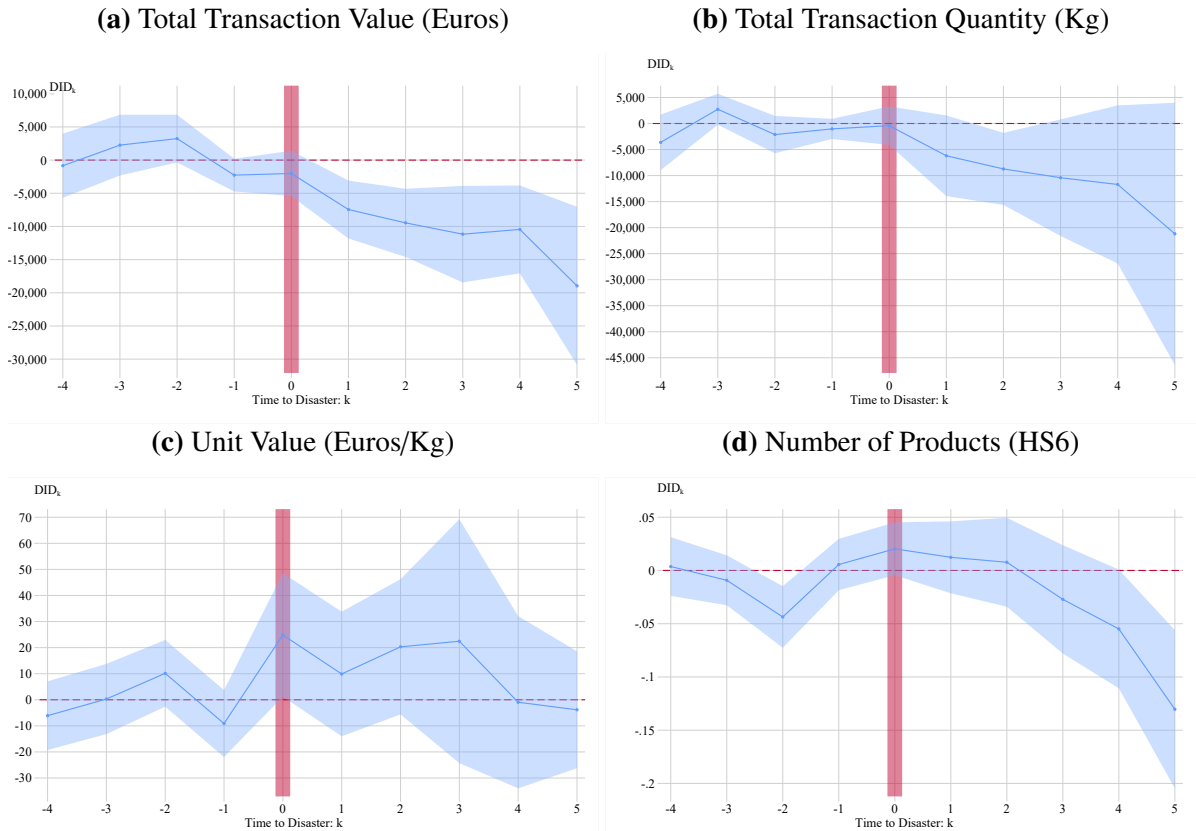 (a) Total Transaction Value (Euros)
DID_k
10,000
5,000
0
-5,000
-10,000
-15,000
-20,000
-25,000
-30,000
-4 -3 -2 -1 0 1 2 3 4 5
Time to Disaster: k
(b) Total Transaction Quantity (Kg)
DID_k
5,000
0
-5,000
-10,000
-15,000
-20,000
-25,000
-30,000
-35,000
-40,000
-45,000
-4 -3 -2 -1 0 1 2 3 4 5
Time to Disaster: k
(c) Unit Value (Euros/Kg)
DID_k
70
60
50
40
30
20
10
0
-10
-20
-30
-4 -3 -2 -1 0 1 2 3 4 5
Time to Disaster: k
(d) Number of Products (HS6)
DID_k
.05
0
-.05
-.1
-.15
-.2
-4 -3 -2 -1 0 1 2 3 4 5
Time to Disaster: k